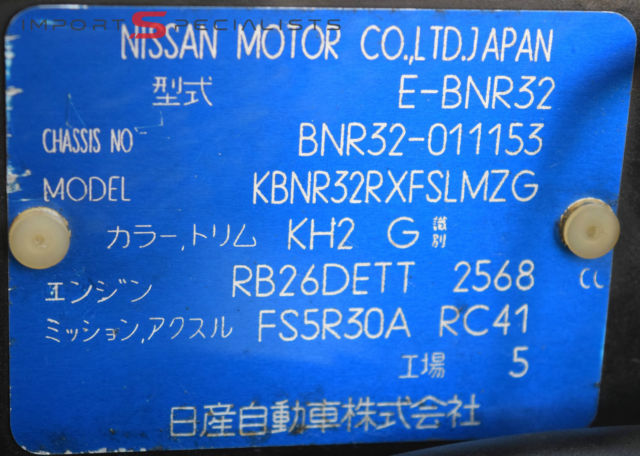 IMPORT SPECIALISTS
NISSAN MOTOR CO.,LTD.JAPAN
型式 E-BNR32
CHASSIS NO BNR32-011153
MODEL KBNR32RXFSLMZG
カラー,トリム KH2 G 識別
エンジン RB26DETT 2568 CC
ミッション,アクスル FS5R30A RC41
工場 5
日産自動車株式会社